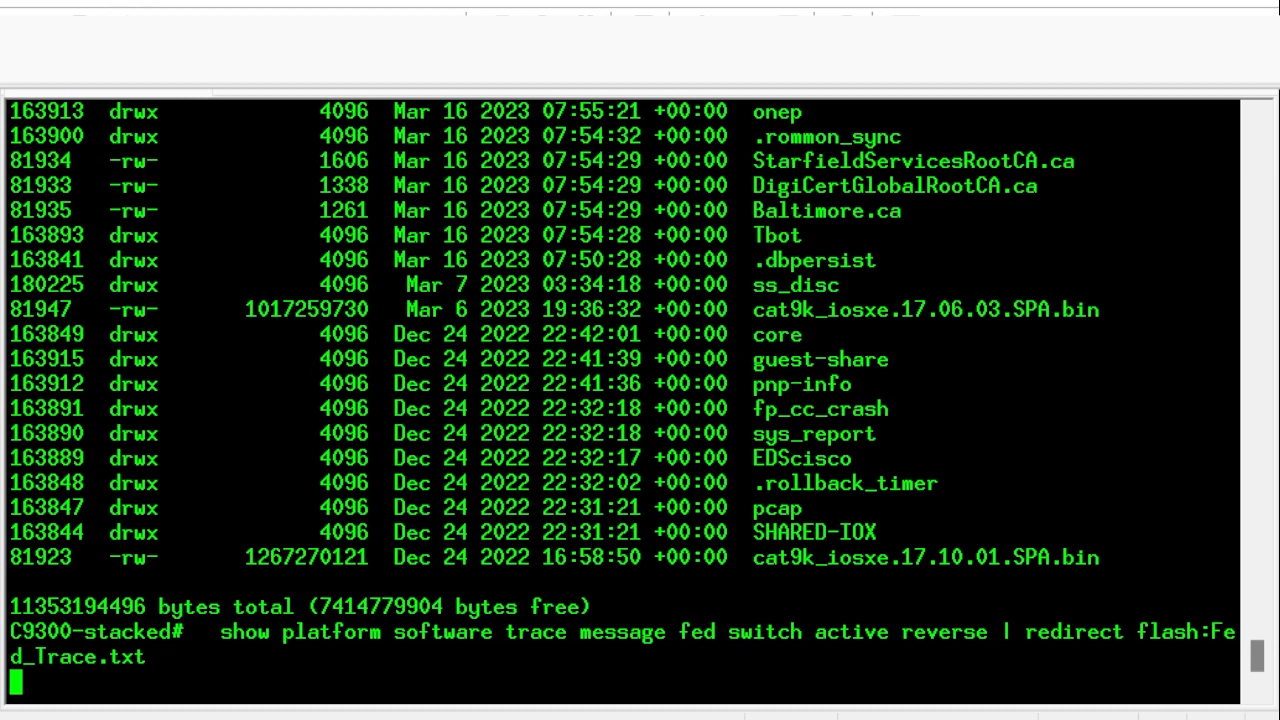 163913  drwx             4096  Mar 16 2023 07:55:21 +00:00  onep
163900  drwx             4096  Mar 16 2023 07:54:32 +00:00  .rommon_sync
81934   -rw-             1606  Mar 16 2023 07:54:29 +00:00  StarfieldServicesRootCA.ca
81933   -rw-             1338  Mar 16 2023 07:54:29 +00:00  DigiCertGlobalRootCA.ca
81935   -rw-             1261  Mar 16 2023 07:54:29 +00:00  Baltimore.ca
163893  drwx             4096  Mar 16 2023 07:54:28 +00:00  Tbot
163841  drwx             4096  Mar 16 2023 07:50:28 +00:00  .dbpersist
180225  drwx             4096   Mar 7 2023 03:34:18 +00:00  ss_disc
81947   -rw-       1017259730   Mar 6 2023 19:36:32 +00:00  cat9k_iosxe.17.06.03.SPA.bin
163849  drwx             4096  Dec 24 2022 22:42:01 +00:00  core
163915  drwx             4096  Dec 24 2022 22:41:39 +00:00  guest-share
163912  drwx             4096  Dec 24 2022 22:41:36 +00:00  pnp-info
163891  drwx             4096  Dec 24 2022 22:32:18 +00:00  fp_cc_crash
163890  drwx             4096  Dec 24 2022 22:32:18 +00:00  sys_report
163889  drwx             4096  Dec 24 2022 22:32:17 +00:00  EDScisco
163848  drwx             4096  Dec 24 2022 22:32:02 +00:00  .rollback_timer
163847  drwx             4096  Dec 24 2022 22:31:21 +00:00  pcap
163844  drwx             4096  Dec 24 2022 22:31:21 +00:00  SHARED-IOX
81923   -rw-       1267270121  Dec 24 2022 16:58:50 +00:00  cat9k_iosxe.17.10.01.SPA.bin
11353194496 bytes total (7414779904 bytes free)
C9300-stacked#   show platform software trace message fed switch active reverse | redirect flash:Fe
d_Trace.txt